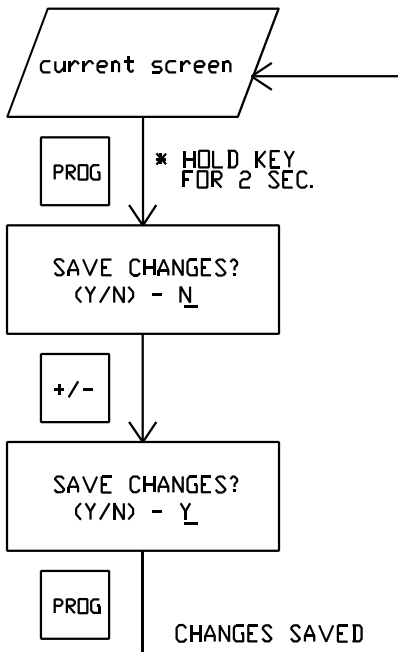 current screen
PROG
* HOLD KEY
FOR 2 SEC.
SAVE CHANGES?
(Y/N) - N
+/-
SAVE CHANGES?
(Y/N) - Y
PROG
CHANGES SAVED